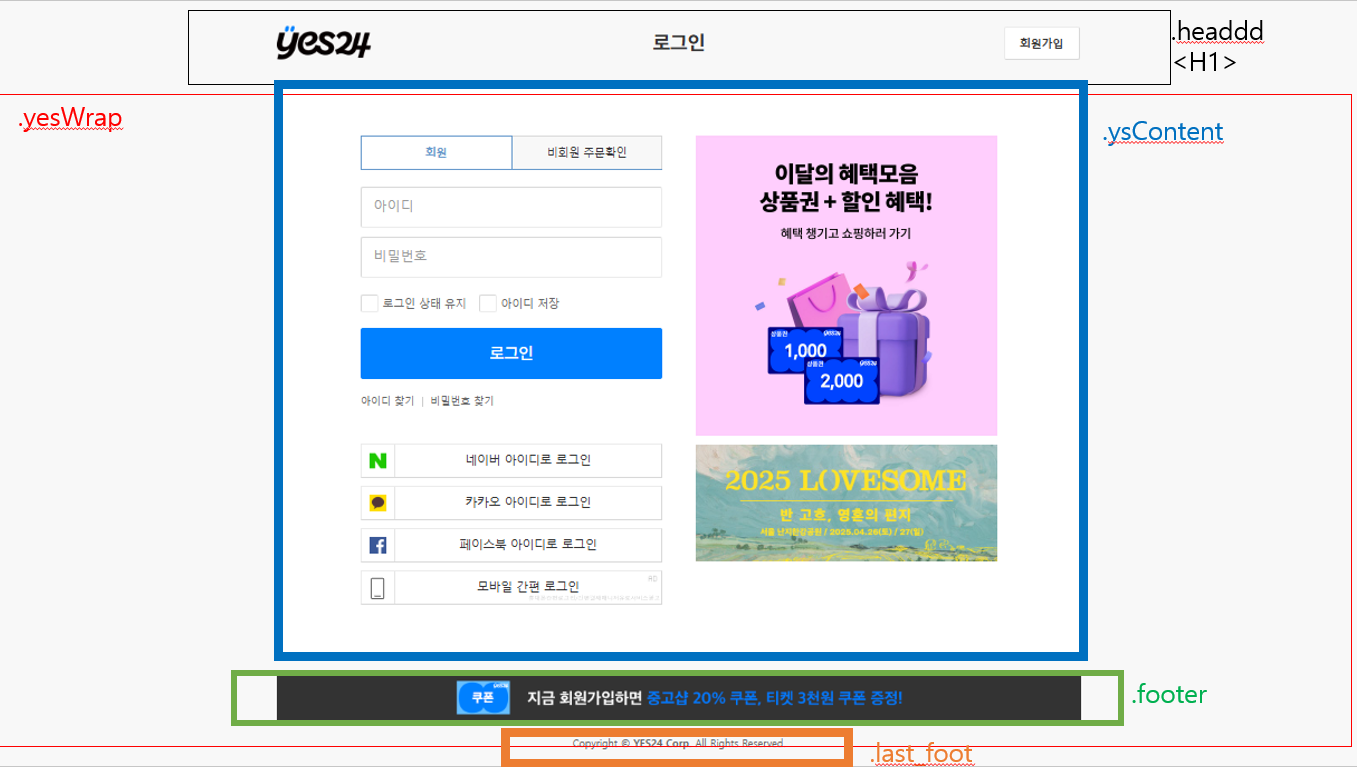 yes24
로그인
회원가입
.headdd
<H1>
.yesWrap
.ysContent
회원
비회원 주문확인
아이디
비밀번호
로그인 상태 유지
아이디 저장
로그인
아이디 찾기 | 비밀번호 찾기
네이버 아이디로 로그인
카카오 아이디로 로그인
페이스북 아이디로 로그인
모바일 간편 로그인
AD
이달의 혜택모음
상품권 + 할인 혜택!
혜택 챙기고 쇼핑하러 가기
상품권 yes24
1,000
상품권 yes24
2,000
2025 LOVESOME
반 고흐, 영혼의 편지
서울 난지한강공원 / 2025.04.26(토) / 27(일)
쿠폰 yes24
지금 회원가입하면 중고샵 20% 쿠폰, 티켓 3천원 쿠폰 증정!
.footer
Copyright © YES24 Corp. All Rights Reserved.
.last_foot